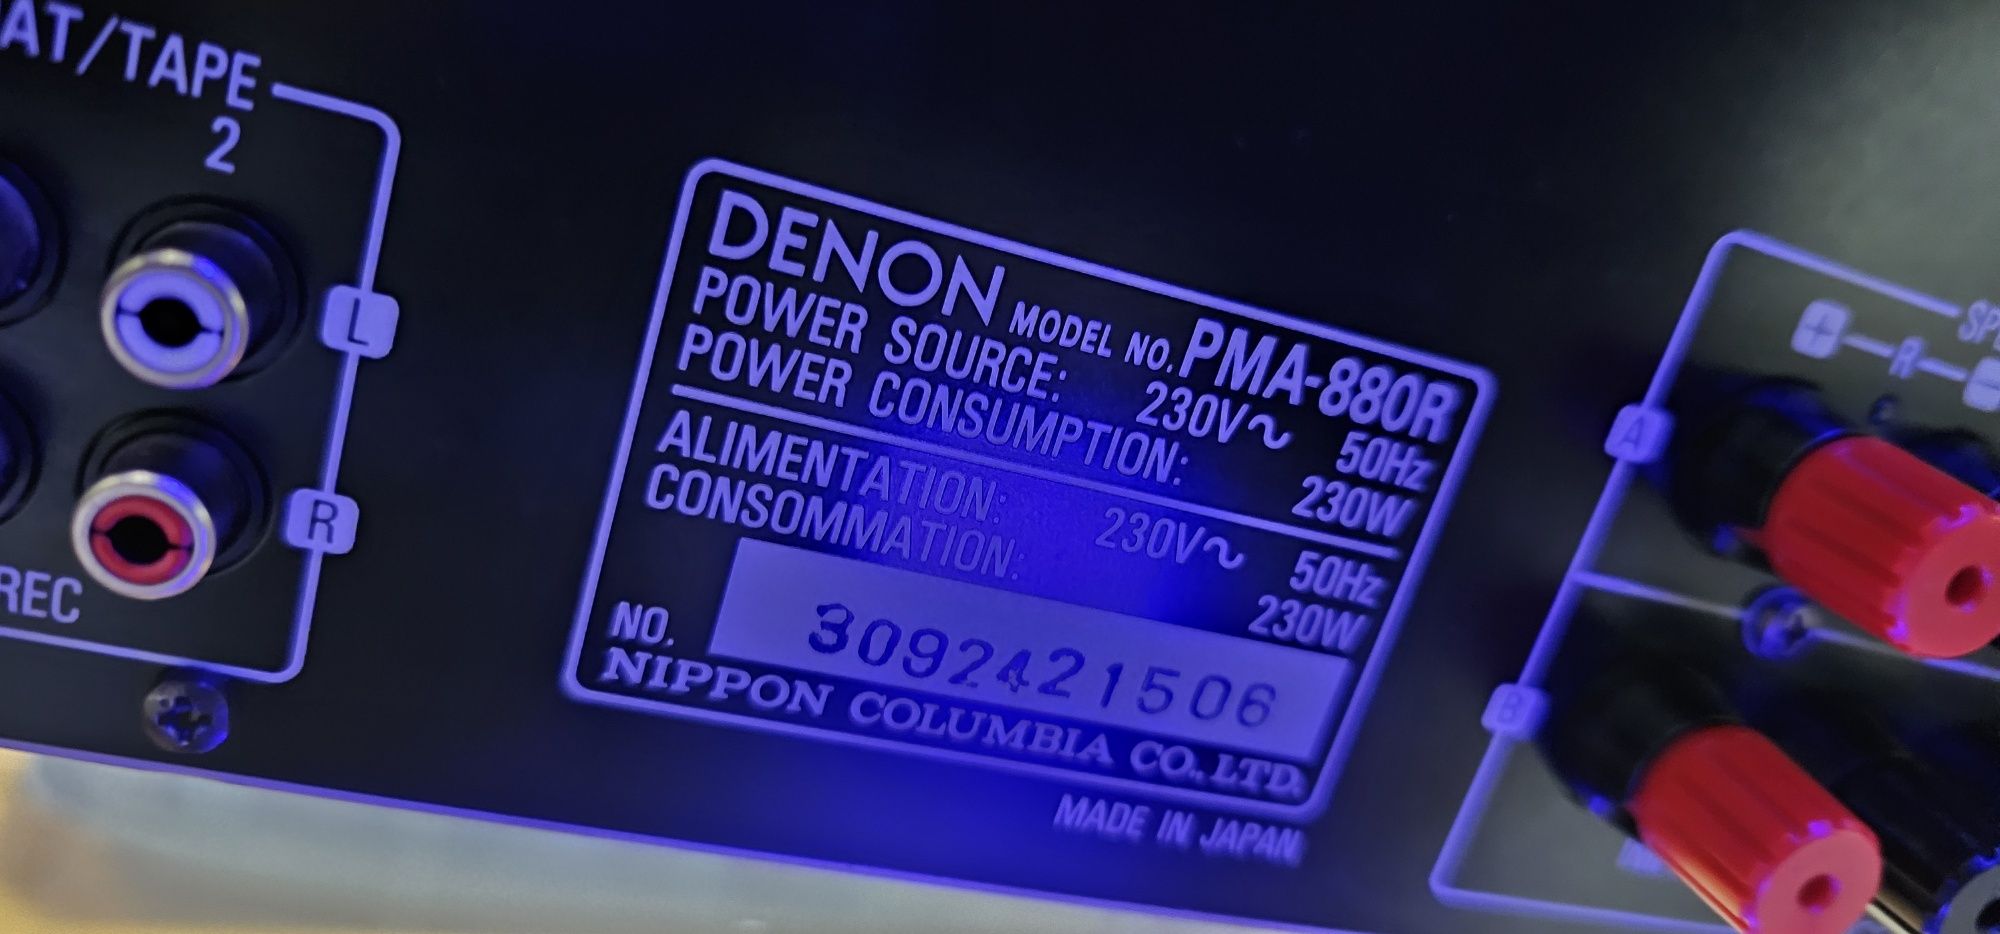 AT/TAPE
2
L
R
REC
DENON MODEL NO. PMA-880R
POWER SOURCE: 230V~ 50Hz
POWER CONSUMPTION: 230W
ALIMENTATION: 230V~ 50Hz
CONSOMMATION: 230W
NO. 3092421506
NIPPON COLUMBIA CO., LTD.
MADE IN JAPAN
+ R −
A
B